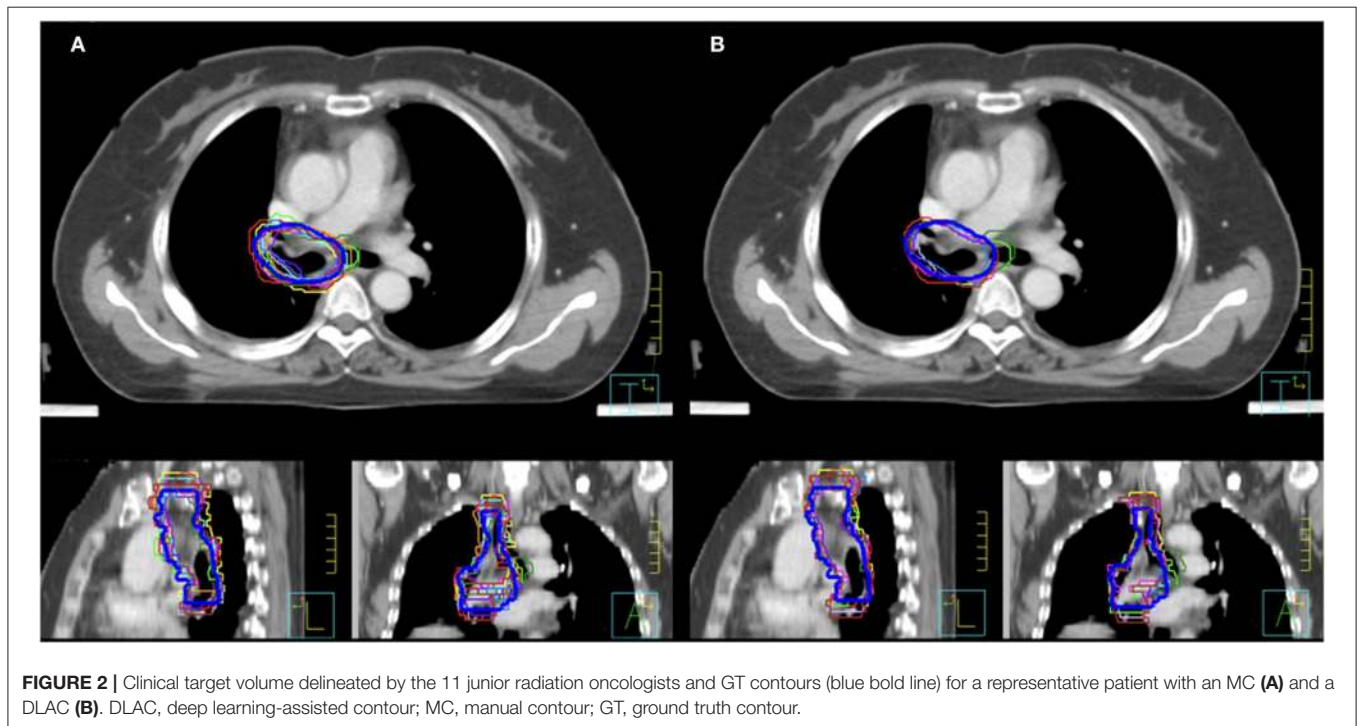 A
B
T
T
L
A
L
A
FIGURE 2 | Clinical target volume delineated by the 11 junior radiation oncologists and GT contours (blue bold line) for a representative patient with an MC (A) and a
DLAC (B). DLAC, deep learning-assisted contour; MC, manual contour; GT, ground truth contour.